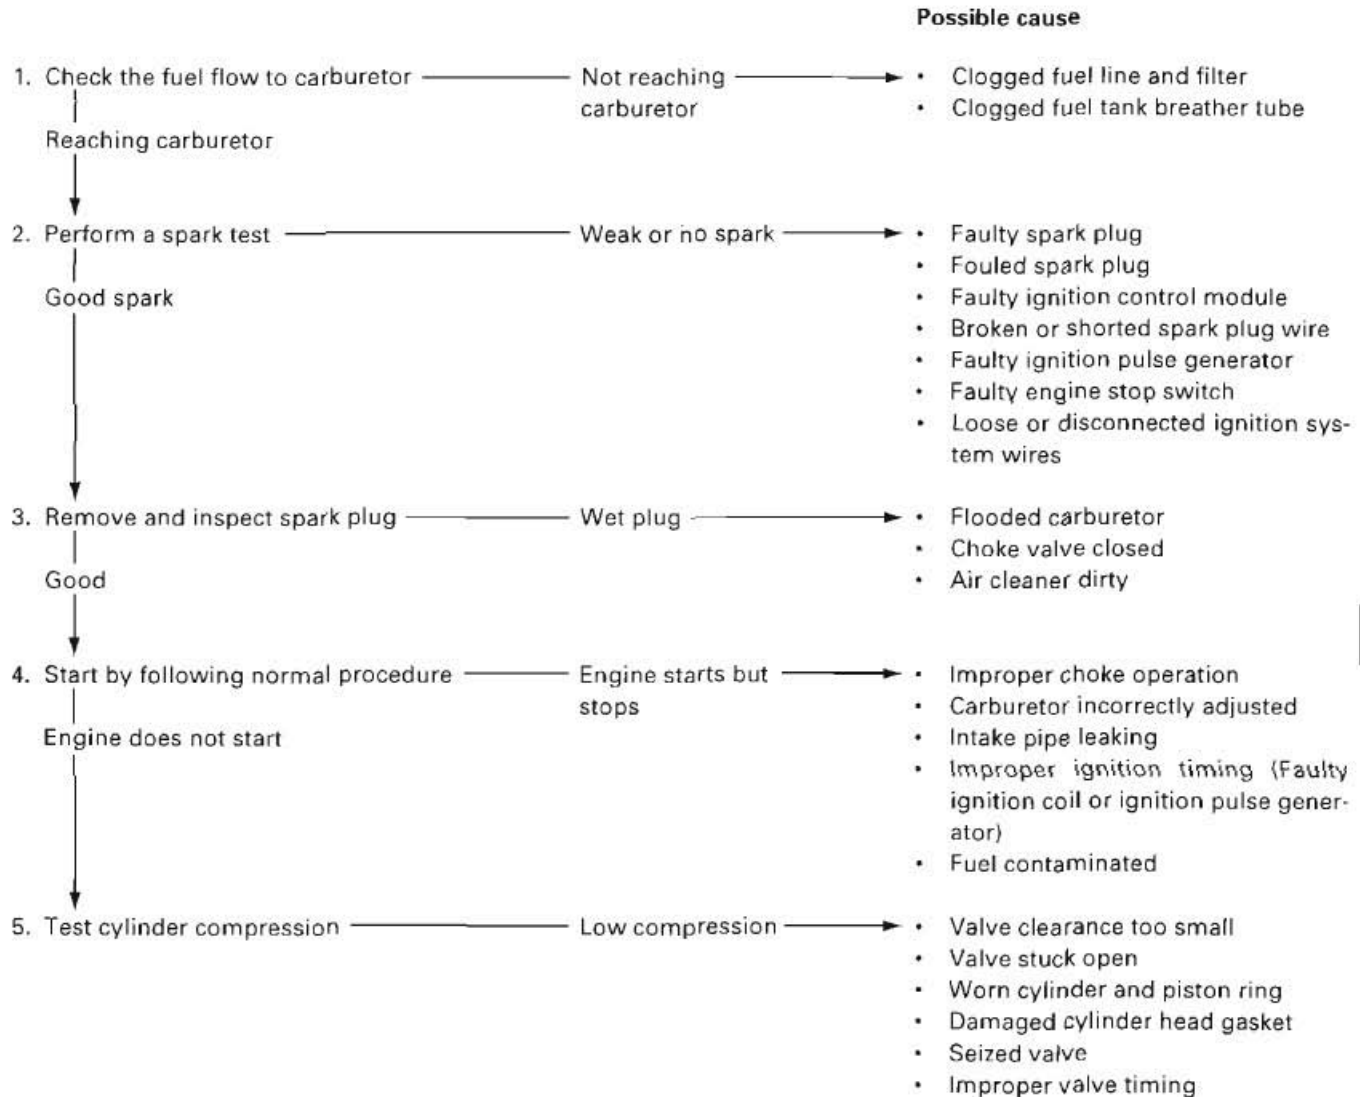 Possible cause
1. Check the fuel flow to carburetor
Not reaching
carburetor
• Clogged fuel line and filter
• Clogged fuel tank breather tube
Reaching carburetor
2. Perform a spark test
Weak or no spark
• Faulty spark plug
• Fouled spark plug
• Faulty ignition control module
• Broken or shorted spark plug wire
• Faulty ignition pulse generator
• Faulty engine stop switch
• Loose or disconnected ignition sys-
tem wires
Good spark
3. Remove and inspect spark plug
Wet plug
• Flooded carburetor
• Choke valve closed
• Air cleaner dirty
Good
4. Start by following normal procedure
Engine starts but
stops
• Improper choke operation
• Carburetor incorrectly adjusted
• Intake pipe leaking
• Improper ignition timing (Faulty
ignition coil or ignition pulse gener-
ator)
• Fuel contaminated
Engine does not start
5. Test cylinder compression
Low compression
• Valve clearance too small
• Valve stuck open
• Worn cylinder and piston ring
• Damaged cylinder head gasket
• Seized valve
• Improper valve timing